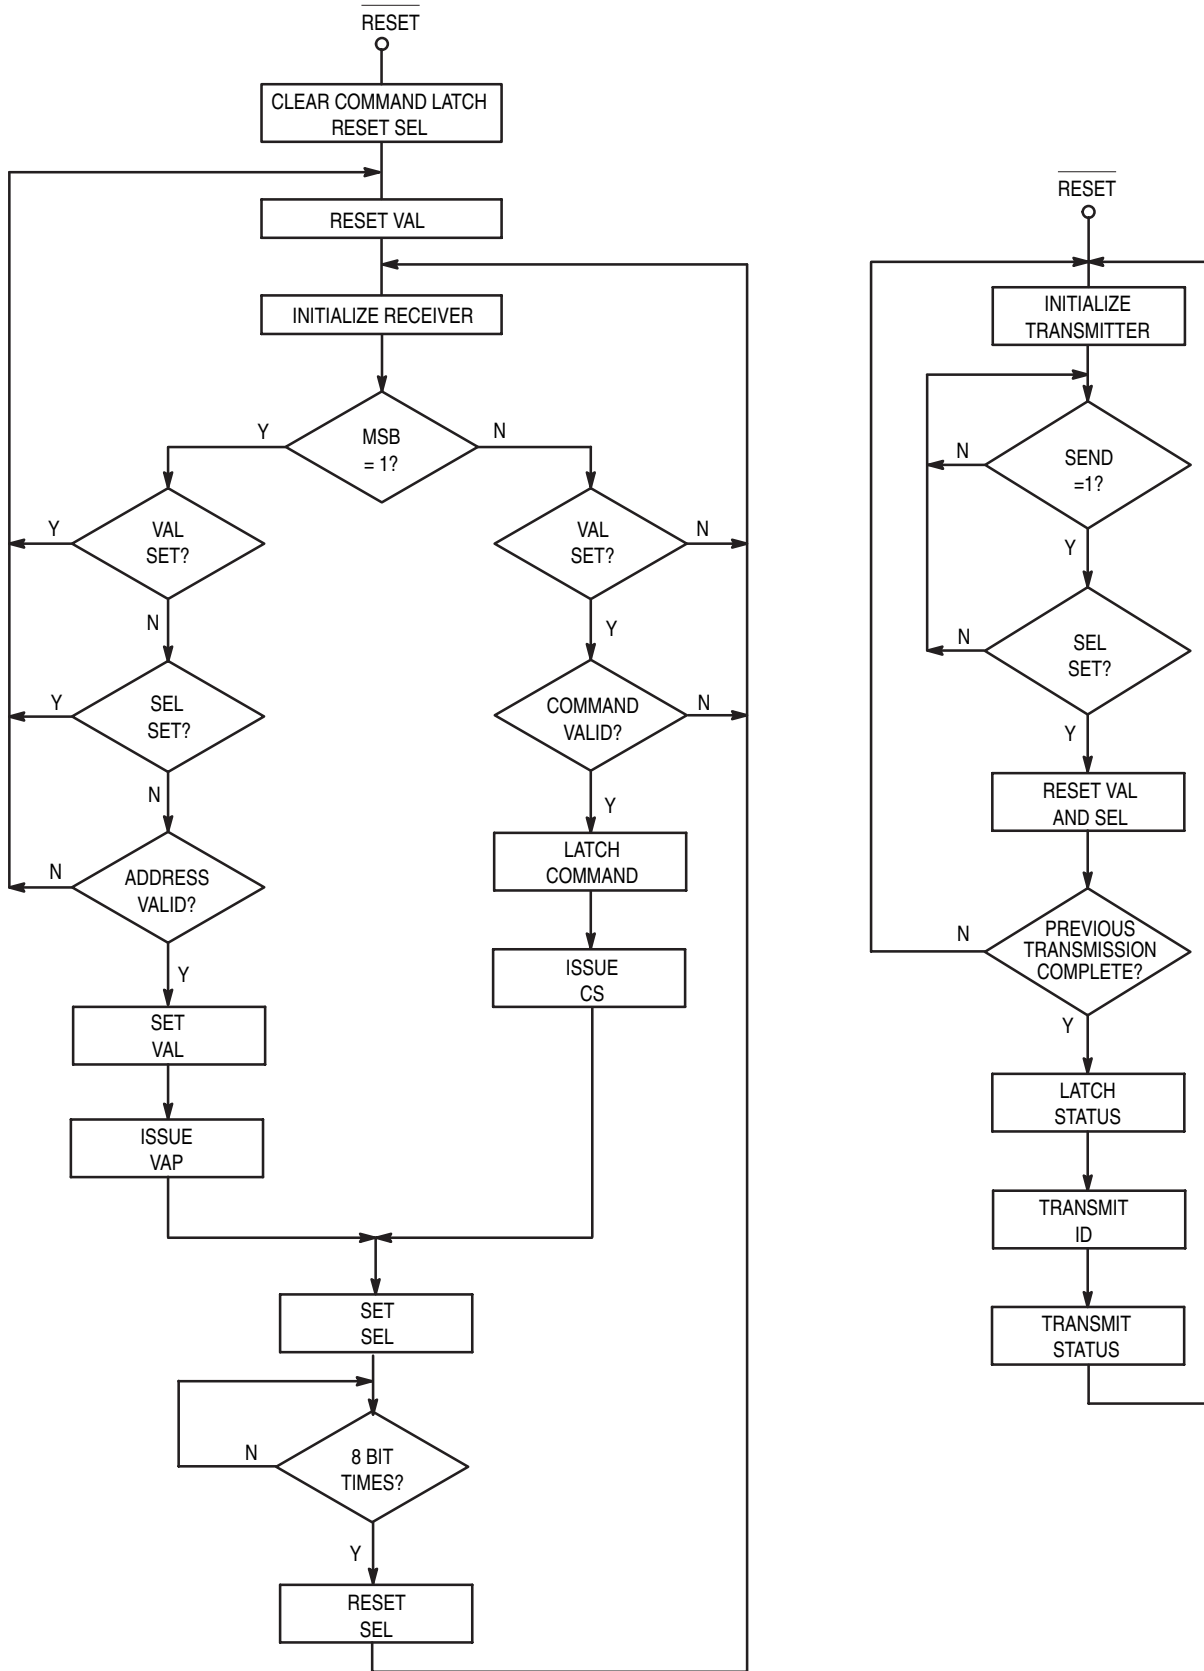 RESET
CLEAR COMMAND LATCH
RESET SEL
RESET VAL
INITIALIZE RECEIVER
Y
MSB
= 1?
N
Y
VAL
SET?
N
VAL
SET?
N
Y
Y
SEL
SET?
N
COMMAND
VALID?
N
Y
N
ADDRESS
VALID?
Y
LATCH
COMMAND
ISSUE
CS
SET
VAL
ISSUE
VAP
SET
SEL
N
8 BIT
TIMES?
Y
RESET
SEL
RESET
INITIALIZE
TRANSMITTER
N
SEND
=1?
Y
N
SEL
SET?
Y
RESET VAL
AND SEL
N
PREVIOUS
TRANSMISSION
COMPLETE?
Y
LATCH
STATUS
TRANSMIT
ID
TRANSMIT
STATUS